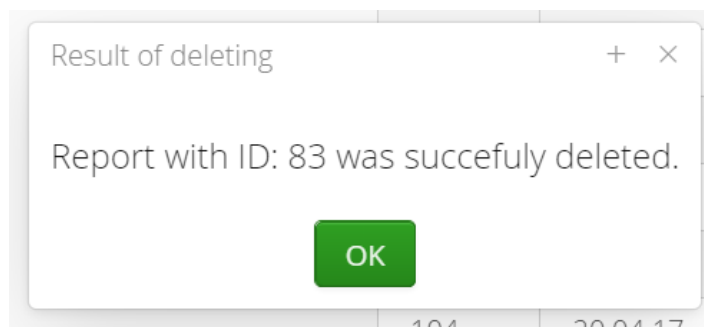 Result of deleting + ×
Report with ID: 83 was succefuly deleted.
OK